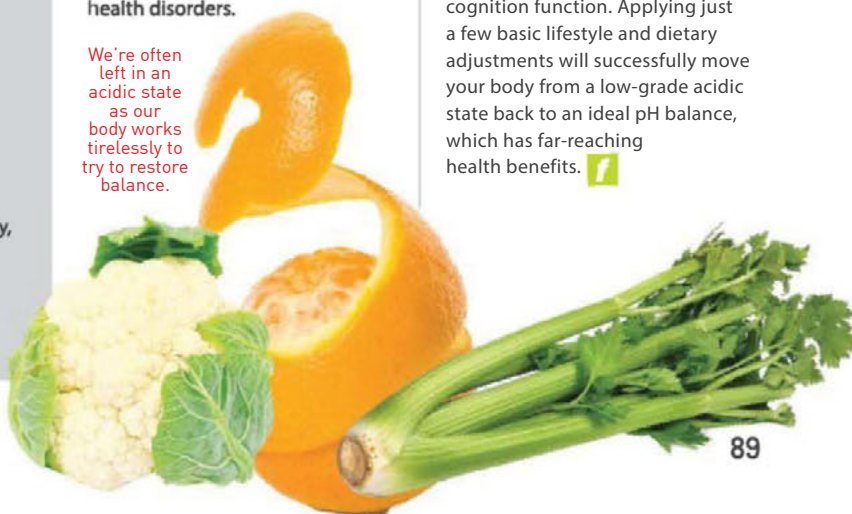 health disorders.
We're often
left in an
acidic state
as our
body works
tirelessly to
try to restore
balance.
y,
cognition function. Applying just
a few basic lifestyle and dietary
adjustments will successfully move
your body from a low-grade acidic
state back to an ideal pH balance,
which has far-reaching
health benefits. f
89